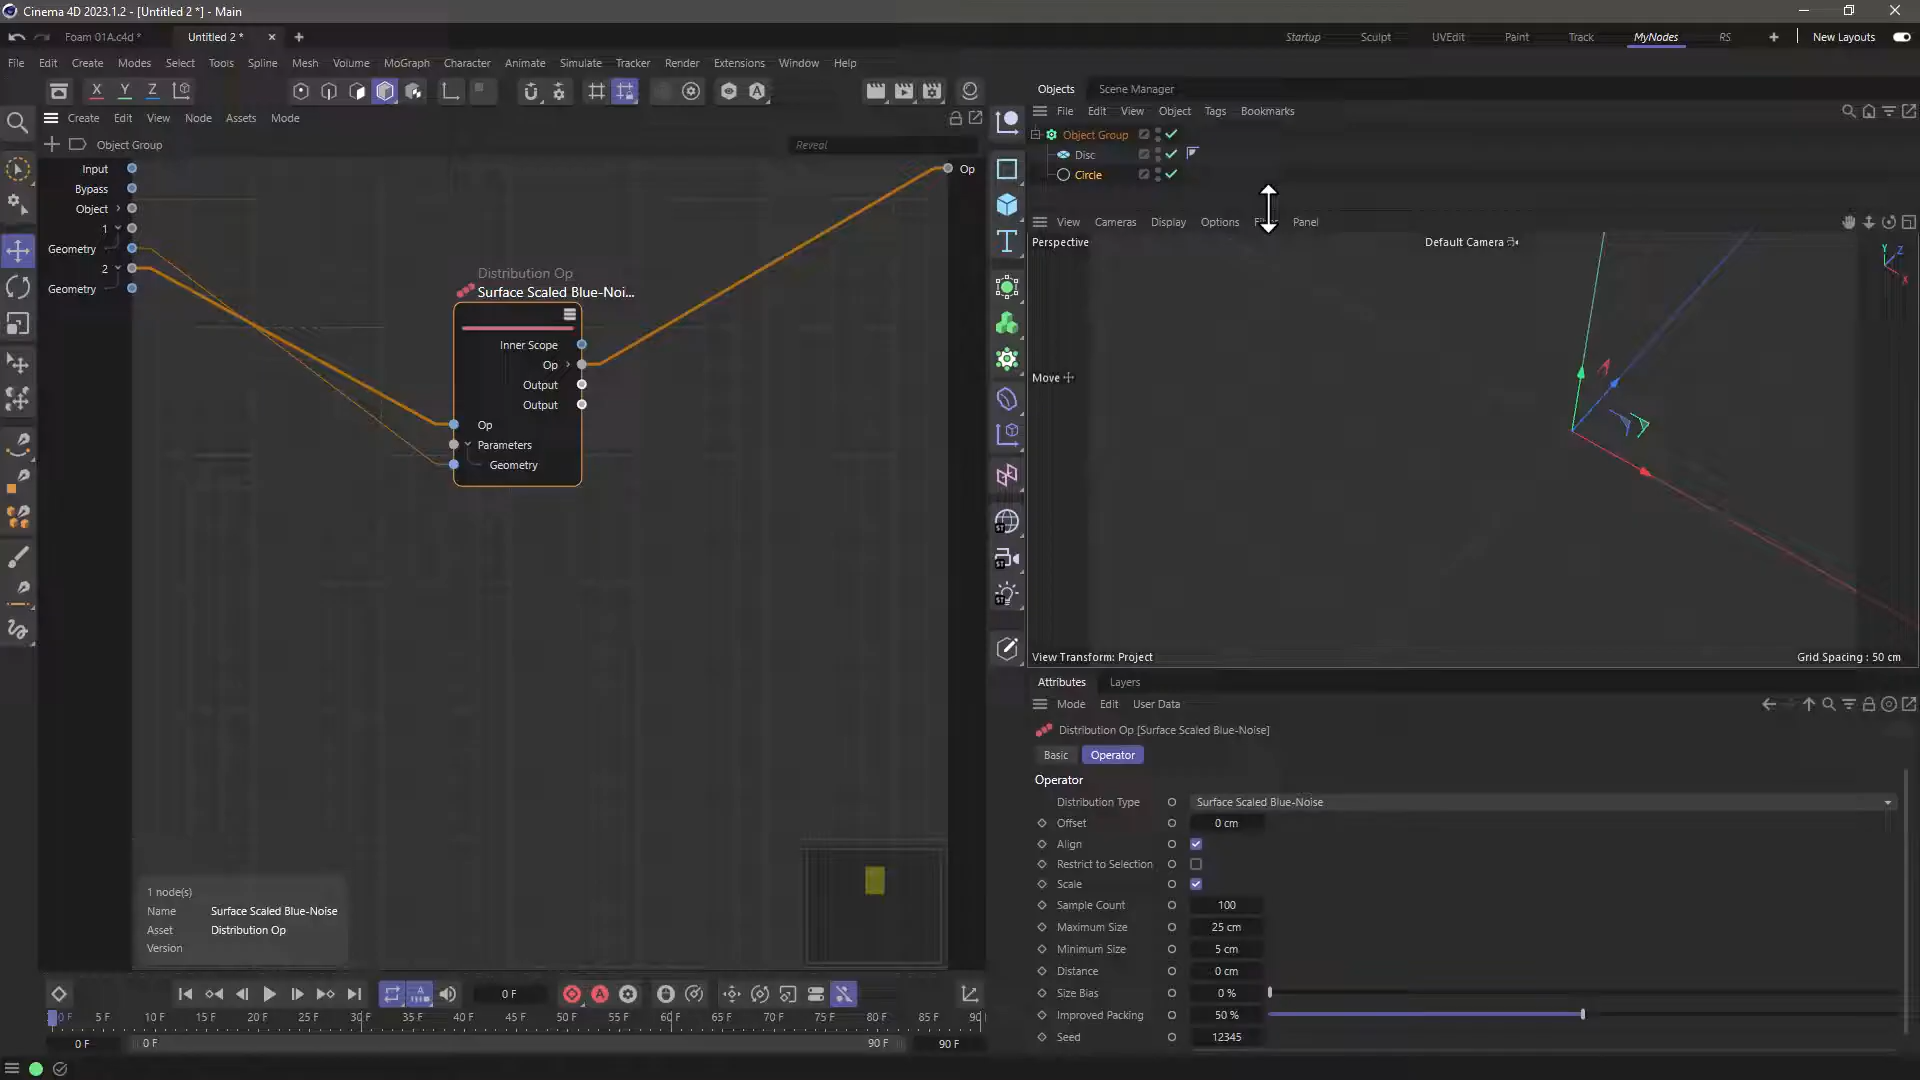 Cinema 4D 2023.1.2 - [Untitled 2 *] - Main
Foam 01A.c4d *
Untitled 2 *
Startup
Sculpt
UVEdit
Paint
Track
MyNodes
RS
New Layouts
File Edit Create Modes Select Tools Spline Mesh Volume MoGraph Character Animate Simulate Tracker Render Extensions Window Help
X Y Z
Objects
Scene Manager
File Edit View Object Tags Bookmarks
Create Edit View Node Assets Mode
Object Group
Reveal
Object Group
Disc
Circle
Input
Bypass
Object
1
Geometry
2
Geometry
Op
Distribution Op
Surface Scaled Blue-Noi...
Inner Scope
Op
Output
Output
Op
Parameters
Geometry
View Cameras Display Options Panel
Perspective
Default Camera
Y
Z
X
Move
View Transform: Project
Grid Spacing : 50 cm
1 node(s)
Name Surface Scaled Blue-Noise
Asset Distribution Op
Version
Attributes
Layers
Mode Edit User Data
Distribution Op [Surface Scaled Blue-Noise]
Basic
Operator
Operator
Distribution Type Surface Scaled Blue-Noise
Offset 0 cm
Align
Restrict to Selection
Scale
Sample Count 100
Maximum Size 25 cm
Minimum Size 5 cm
Distance 0 cm
Size Bias 0 %
Improved Packing 50 %
Seed 12345
0 F
0 F 5 F 10 F 15 F 20 F 25 F 30 F 35 F 40 F 45 F 50 F 55 F 60 F 65 F 70 F 75 F 80 F 85 F 90
0 F
0 F
90 F
90 F